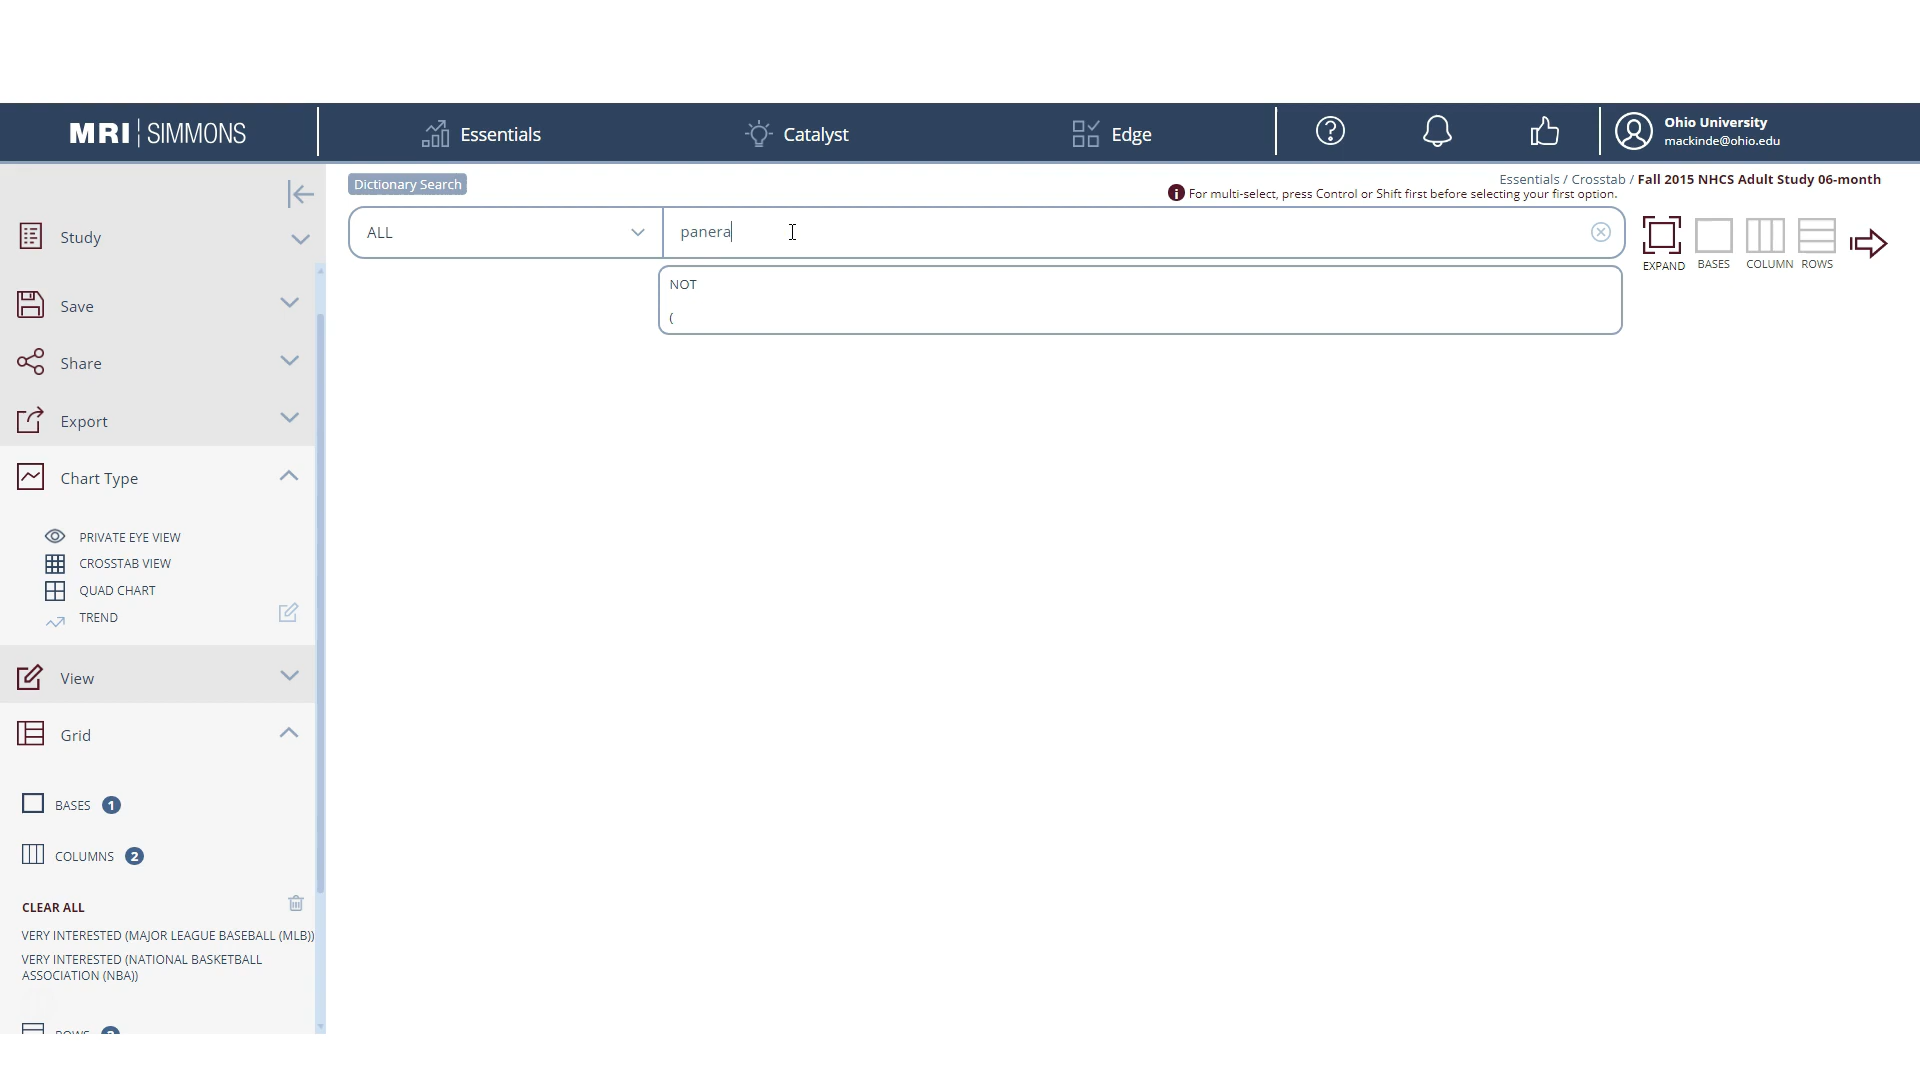 MRI | SIMMONS
Essentials
Catalyst
Edge
Ohio University
mackinde@ohio.edu
Dictionary Search
Essentials / Crosstab / Fall 2015 NHCS Adult Study 06-month
For multi-select, press Control or Shift first before selecting your first option.
ALL
panera
EXPAND
BASES
COLUMN
ROWS
NOT
(
Study
Save
Share
Export
Chart Type
PRIVATE EYE VIEW
CROSSTAB VIEW
QUAD CHART
TREND
View
Grid
BASES 1
COLUMNS 2
CLEAR ALL
VERY INTERESTED (MAJOR LEAGUE BASEBALL (MLB))
VERY INTERESTED (NATIONAL BASKETBALL
ASSOCIATION (NBA))
ROWS